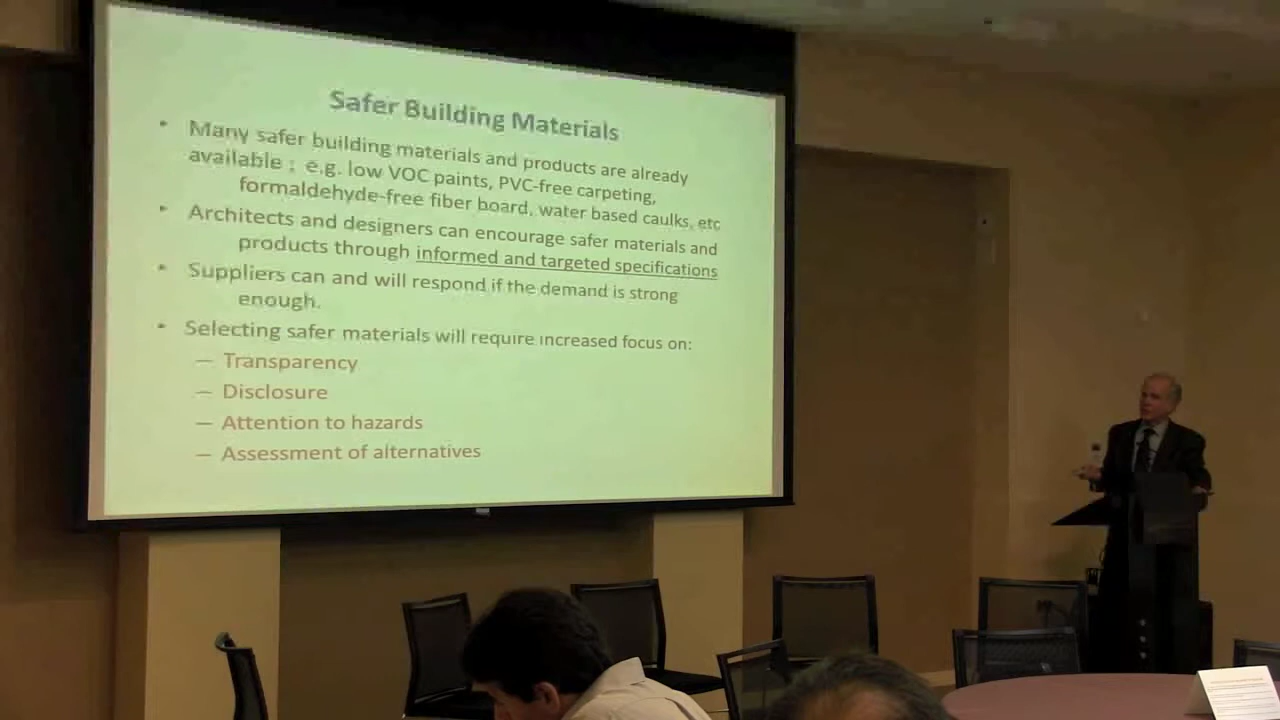 Safer Building Materials
• Many safer building materials and products are already
available ; e.g. low VOC paints, PVC-free carpeting,
formaldehyde-free fiber board, water based caulks, etc
• Architects and designers can encourage safer materials and
products through informed and targeted specifications
• Suppliers can and will respond if the demand is strong
enough.
• Selecting safer materials will require increased focus on:
– Transparency
– Disclosure
– Attention to hazards
– Assessment of alternatives